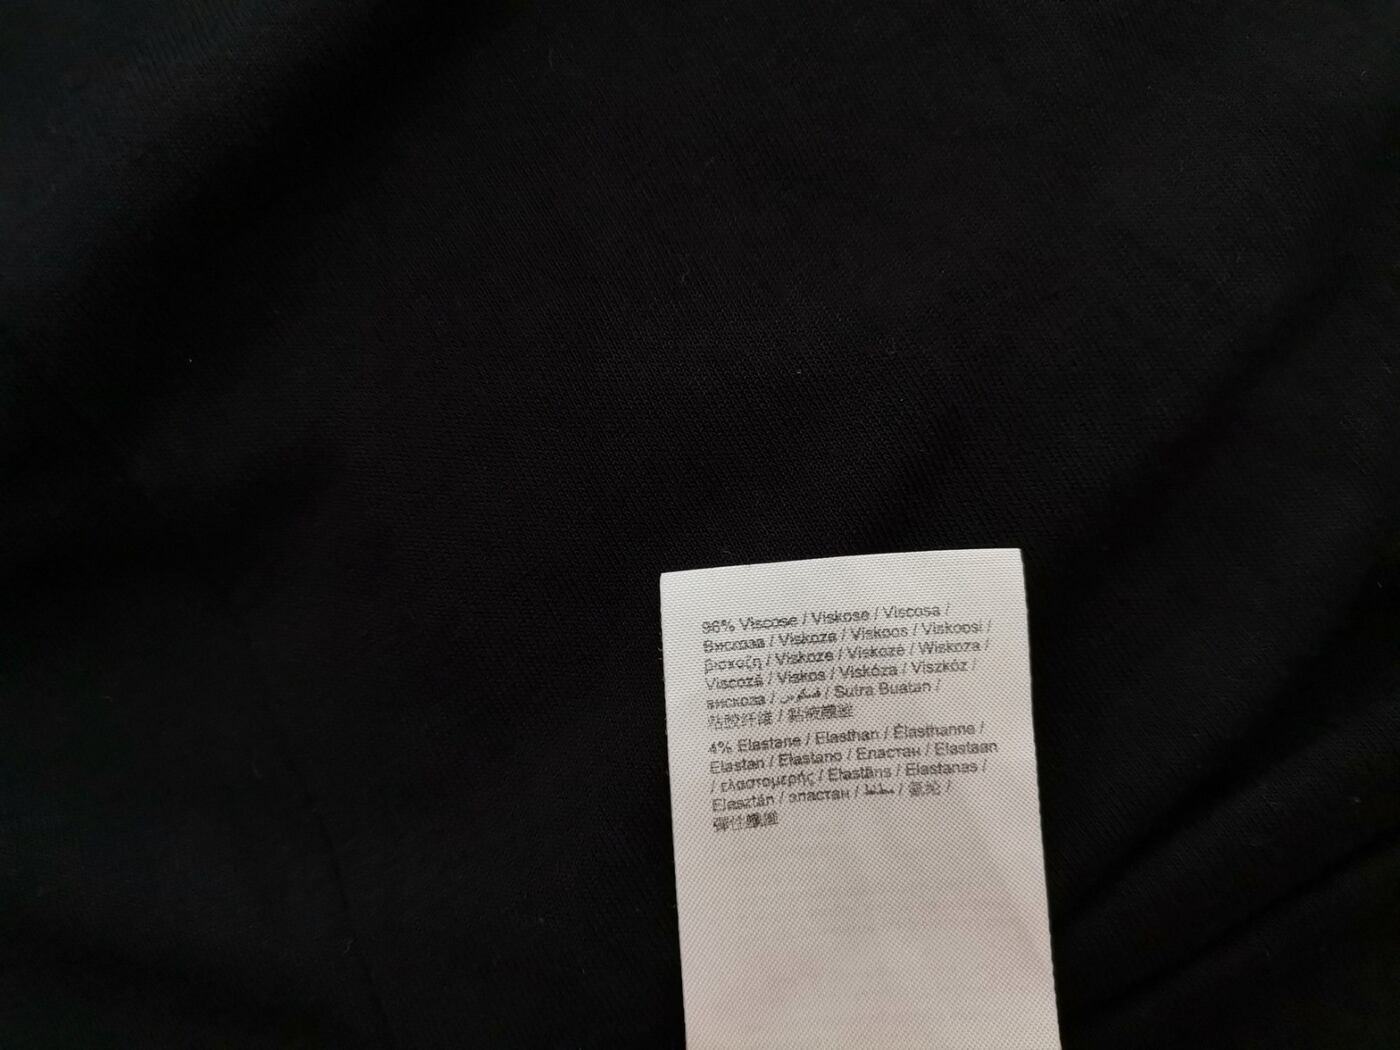 96% Viscose / Viskose / Viscosa /
Вискоза / Viskoza / Viskoos / Viskoosi /
βισκόζη / Viskoze / Viskozė / Wiskoza /
Viscoză / Viskos / Viskóza / Viszkóz /
вискоза / فسكوس / Sutra Buatan /
粘胶纤维 / 黏液纖維
4% Elastane / Elasthan / Élasthanne /
Elastan / Elastano / Еластан / Elastaan
/ ελαστομερής / Elastāns / Elastanas /
Elasztán / эластан / مطاط / 氨纶 /
彈性纖維